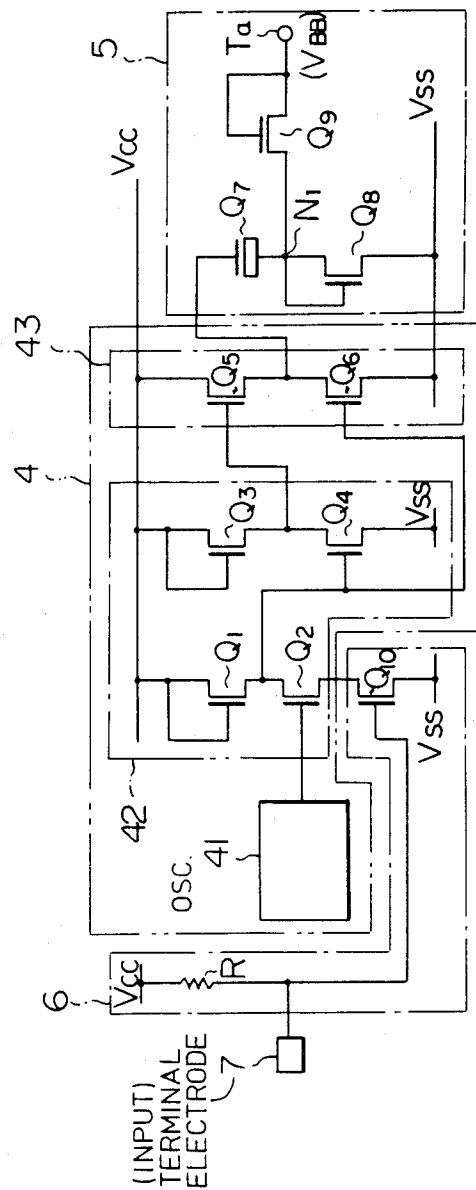 (INPUT)
TERMINAL
ELECTRODE
7
6
VCC
R
OSC.
41
42
4
43
5
VCC
Q1
Q2
Q10
VSS
Q3
Q4
VSS
Q5
Q6
Q7
N1
Q8
Q9
Ta
(VBB)
VSS